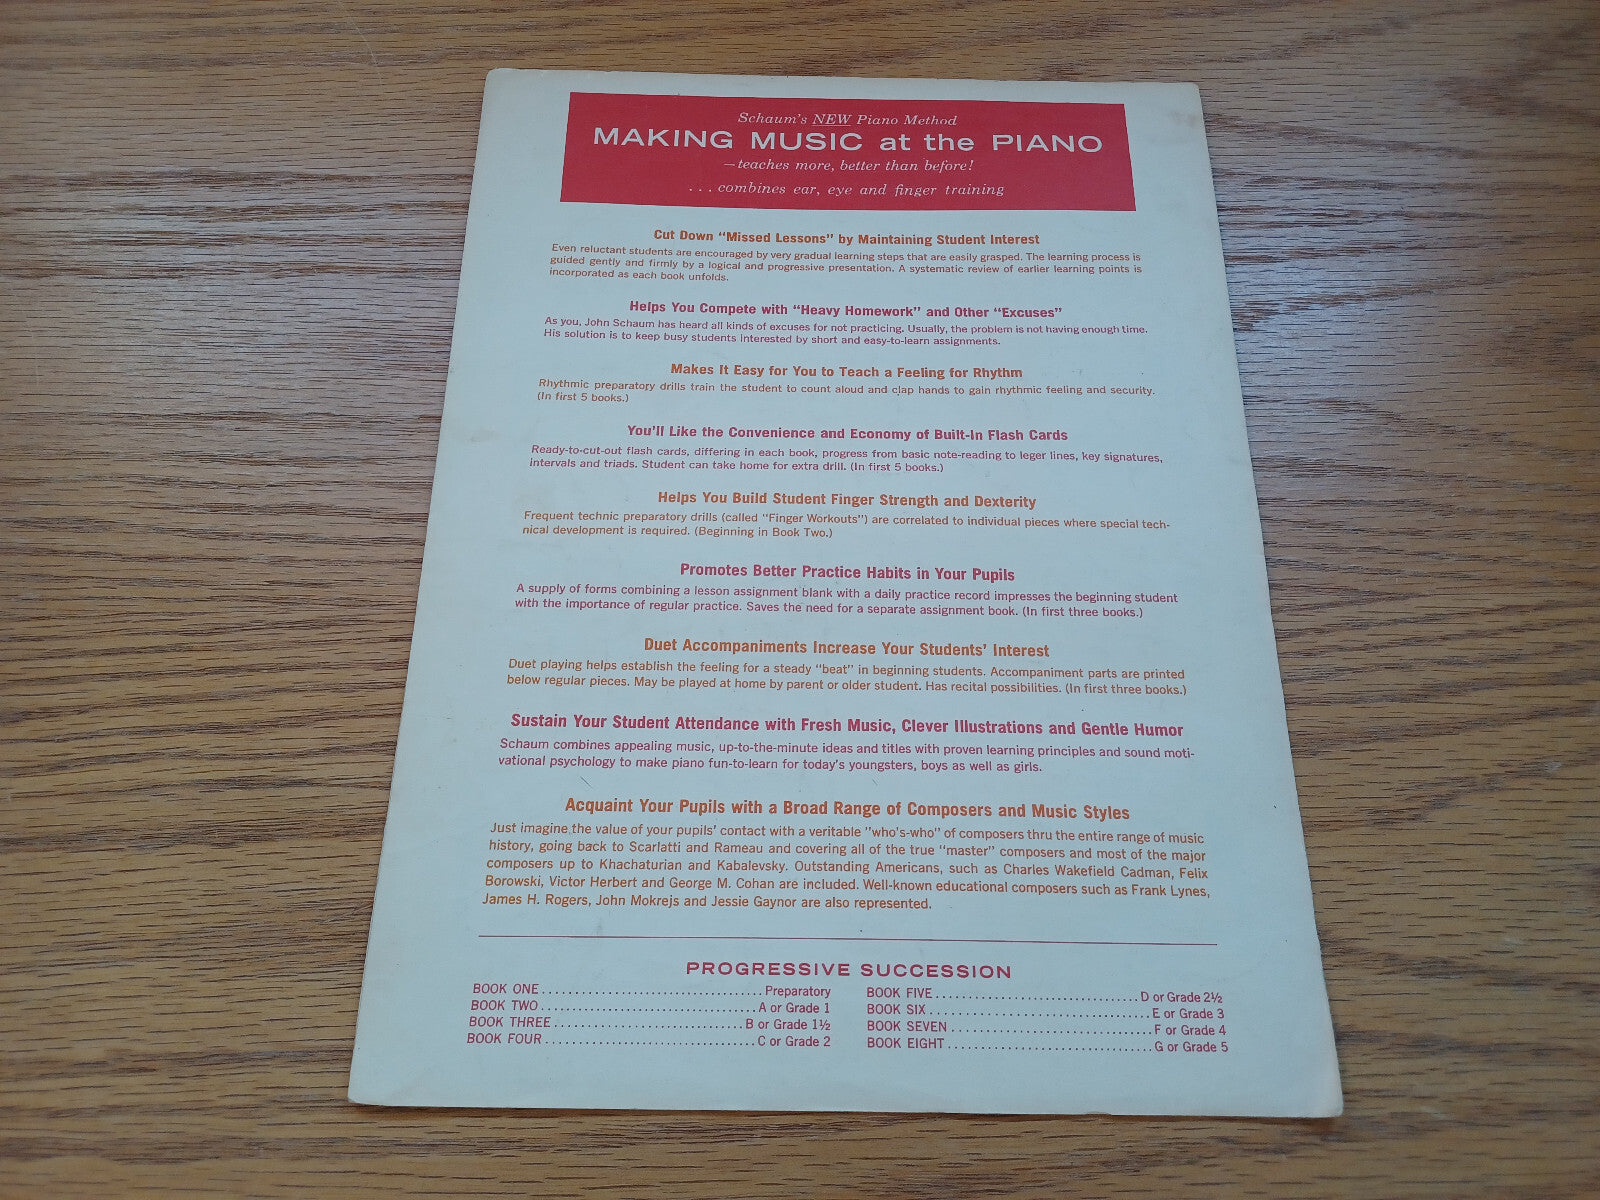 Schaum's NEW Piano Method
MAKING MUSIC at the PIANO
—teaches more, better than before!
. . . combines ear, eye and finger training
Cut Down "Missed Lessons" by Maintaining Student Interest
Even reluctant students are encouraged by very gradual learning steps that are easily grasped. The learning process is
guided gently and firmly by a logical and progressive presentation. A systematic review of earlier learning points is
incorporated as each book unfolds.
Helps You Compete with "Heavy Homework" and Other "Excuses"
As you, John Schaum has heard all kinds of excuses for not practicing. Usually, the problem is not having enough time.
His solution is to keep busy students interested by short and easy-to-learn assignments.
Makes It Easy for You to Teach a Feeling for Rhythm
Rhythmic preparatory drills train the student to count aloud and clap hands to gain rhythmic feeling and security.
(In first 5 books.)
You'll Like the Convenience and Economy of Built-In Flash Cards
Ready-to-cut-out flash cards, differing in each book, progress from basic note-reading to leger lines, key signatures,
intervals and triads. Student can take home for extra drill. (In first 5 books.)
Helps You Build Student Finger Strength and Dexterity
Frequent technic preparatory drills (called "Finger Workouts") are correlated to individual pieces where special tech-
nical development is required. (Beginning in Book Two.)
Promotes Better Practice Habits in Your Pupils
A supply of forms combining a lesson assignment blank with a daily practice record impresses the beginning student
with the importance of regular practice. Saves the need for a separate assignment book. (In first three books.)
Duet Accompaniments Increase Your Students' Interest
Duet playing helps establish the feeling for a steady "beat" in beginning students. Accompaniment parts are printed
below regular pieces. May be played at home by parent or older student. Has recital possibilities. (In first three books.)
Sustain Your Student Attendance with Fresh Music, Clever Illustrations and Gentle Humor
Schaum combines appealing music, up-to-the-minute ideas and titles with proven learning principles and sound moti-
vational psychology to make piano fun-to-learn for today's youngsters, boys as well as girls.
Acquaint Your Pupils with a Broad Range of Composers and Music Styles
Just imagine the value of your pupils' contact with a veritable "who's-who" of composers thru the entire range of music
history, going back to Scarlatti and Rameau and covering all of the true "master" composers and most of the major
composers up to Khachaturian and Kabalevsky. Outstanding Americans, such as Charles Wakefield Cadman, Felix
Borowski, Victor Herbert and George M. Cohan are included. Well-known educational composers such as Frank Lynes,
James H. Rogers, John Mokrejs and Jessie Gaynor are also represented.
PROGRESSIVE SUCCESSION
BOOK ONE . . . . . . . . . . Preparatory
BOOK TWO . . . . . . . . . . A or Grade 1
BOOK THREE . . . . . . . . . . B or Grade 1½
BOOK FOUR . . . . . . . . . . C or Grade 2
BOOK FIVE . . . . . . . . . . D or Grade 2½
BOOK SIX . . . . . . . . . . E or Grade 3
BOOK SEVEN . . . . . . . . . . F or Grade 4
BOOK EIGHT . . . . . . . . . . G or Grade 5